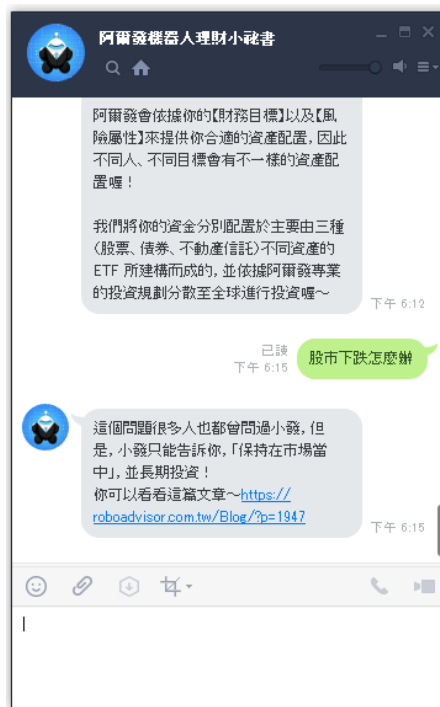 阿爾發機器人理財小祕書
阿爾發會依據你的【財務目標】以及【風
險屬性】來提供你合適的資產配置，因此
不同人、不同目標會有不一樣的資產配
置喔！
我們將你的資金分別配置於主要由三種
(股票、債券、不動產信託)不同資產的
ETF 所建構而成的，並依據阿爾發專業
的投資規劃分散至全球進行投資喔～
下午 6:12
已讀
下午 6:15
股市下跌怎麼辦
這個問題很多人也都曾問過小發，但
是，小發只能告訴你，「保持在市場當
中」，並長期投資！
你可以看看這篇文章～https://
roboadvisor.com.tw/Blog/?p=1947
下午 6:15